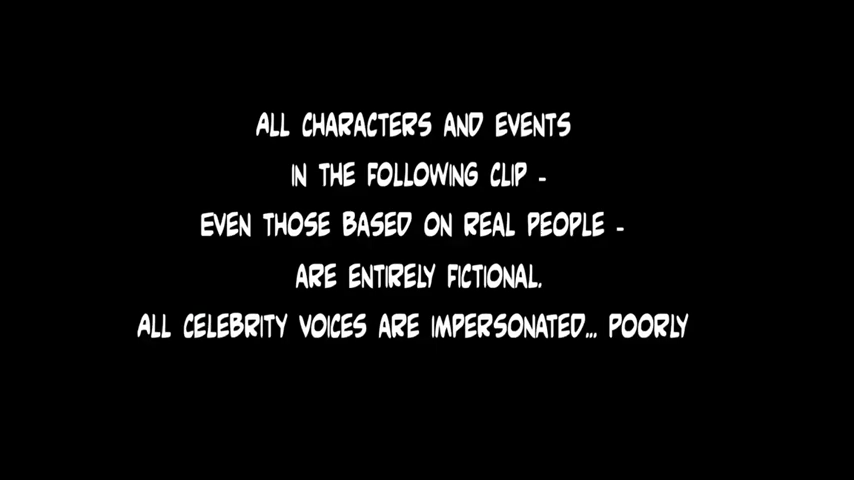 ALL CHARACTERS AND EVENTS
IN THE FOLLOWING CLIP -
EVEN THOSE BASED ON REAL PEOPLE -
ARE ENTIRELY FICTIONAL.
ALL CELEBRITY VOICES ARE IMPERSONATED... POORLY